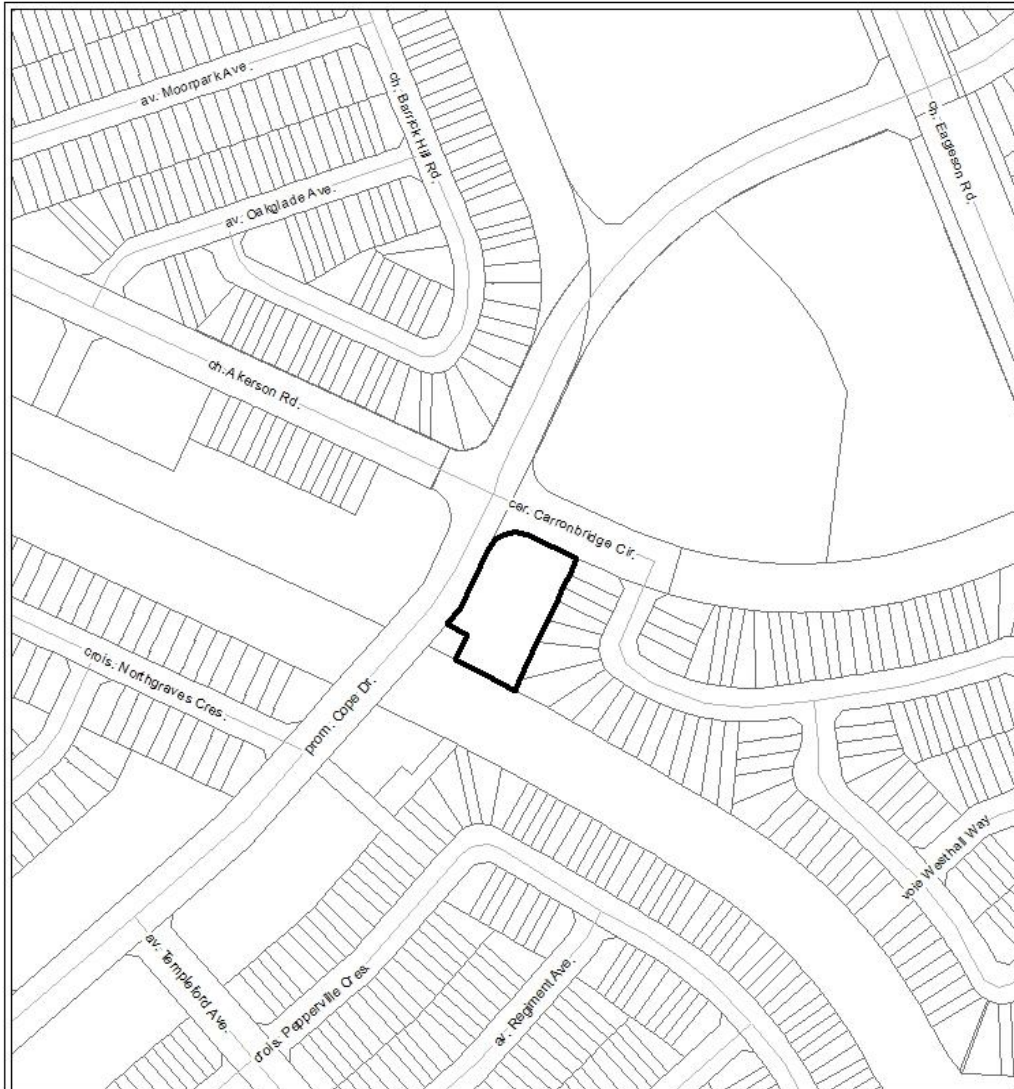 av. Moorpark Ave.
ch. Barrick Hill Rd.
ch. Eagleson Rd.
av. Oakglade Ave.
ch. Akerson Rd.
cer. Carronbridge Cir.
crois. Northgraves Cres.
prom. Cope Dr.
voie Westhall Way
av. Templeford Ave.
crois. Pepperville Cres.
av. Regiment Ave.